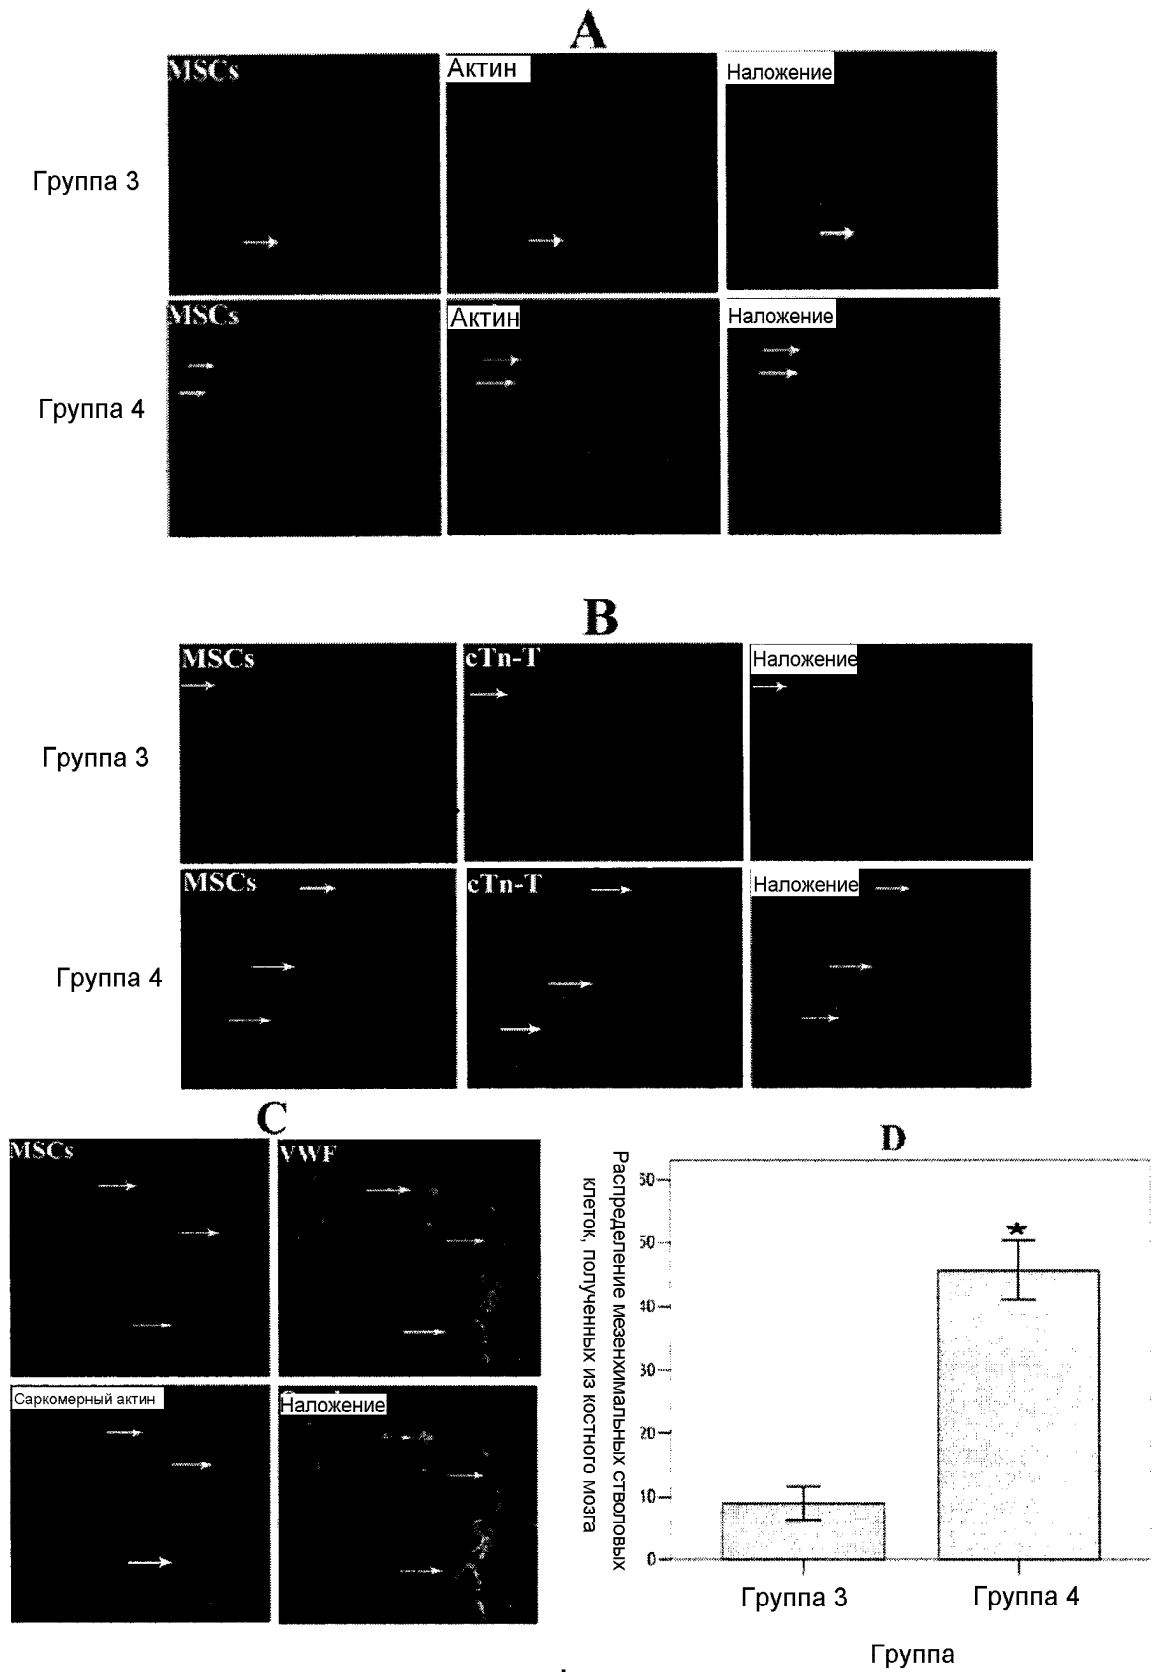 A
MSCs
Актин
Наложение
Группа 3
MSCs
Актин
Наложение
Группа 4
B
MSCs
cTn-T
Наложение
Группа 3
MSCs
cTn-T
Наложение
Группа 4
C
MSCs
VWF
Саркомерный актин
Наложение
D
Распределение мезенхимальных стволовых
клеток, полученных из костного мозга
60
50
40
30
20
10
0
Группа 3
Группа 4
Группа